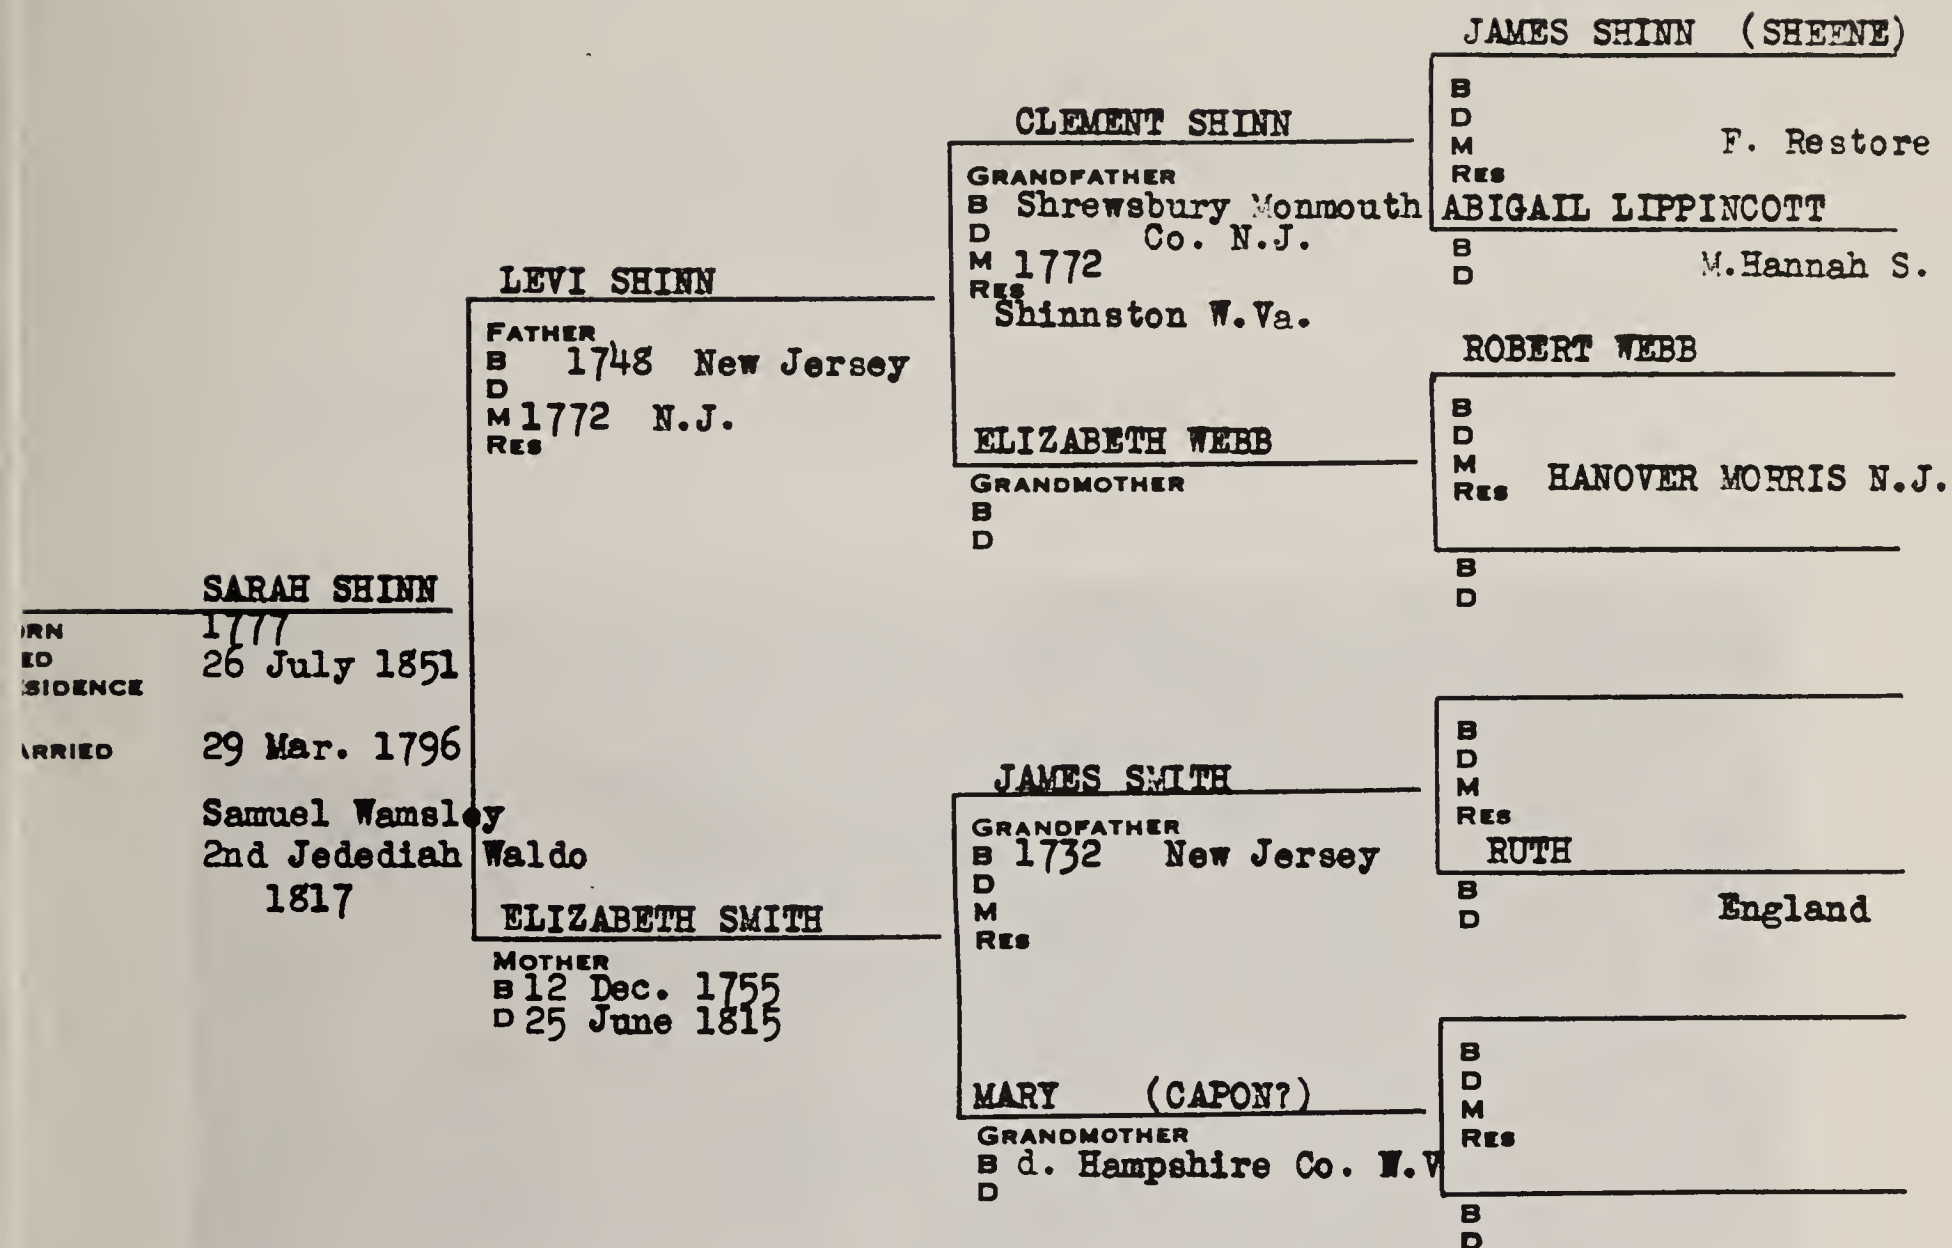 SARAH SHINN
ORN 1777
ED 26 July 1851
SIDENCE
ARRIED 29 Mar. 1796
Samuel Wamsley
2nd Jedediah Waldo
1817
LEVI SHINN
FATHER
B 1748 New Jersey
D
M 1772 N.J.
RES
ELIZABETH SMITH
MOTHER
B 12 Dec. 1755
D 25 June 1815
CLEMENT SHINN
GRANDFATHER
B Shrewsbury Monmouth
D Co. N.J.
M 1772
RES
Shinnston W.Va.
ELIZABETH WEBB
GRANDMOTHER
B
D
JAMES SMITH
GRANDFATHER
B 1732 New Jersey
D
M
RES
MARY (CAPON?)
GRANDMOTHER
B d. Hampshire Co. W.V
D
JAMES SHINN (SHEENE)
B
D
M F. Restore
RES
ABIGAIL LIPPINCOTT
B
D M.Hannah S.
ROBERT WEBB
B
D
M
RES HANOVER MORRIS N.J.
B
D
B
D
M
RES
RUTH
B
D England
B
D
M
RES
B
D